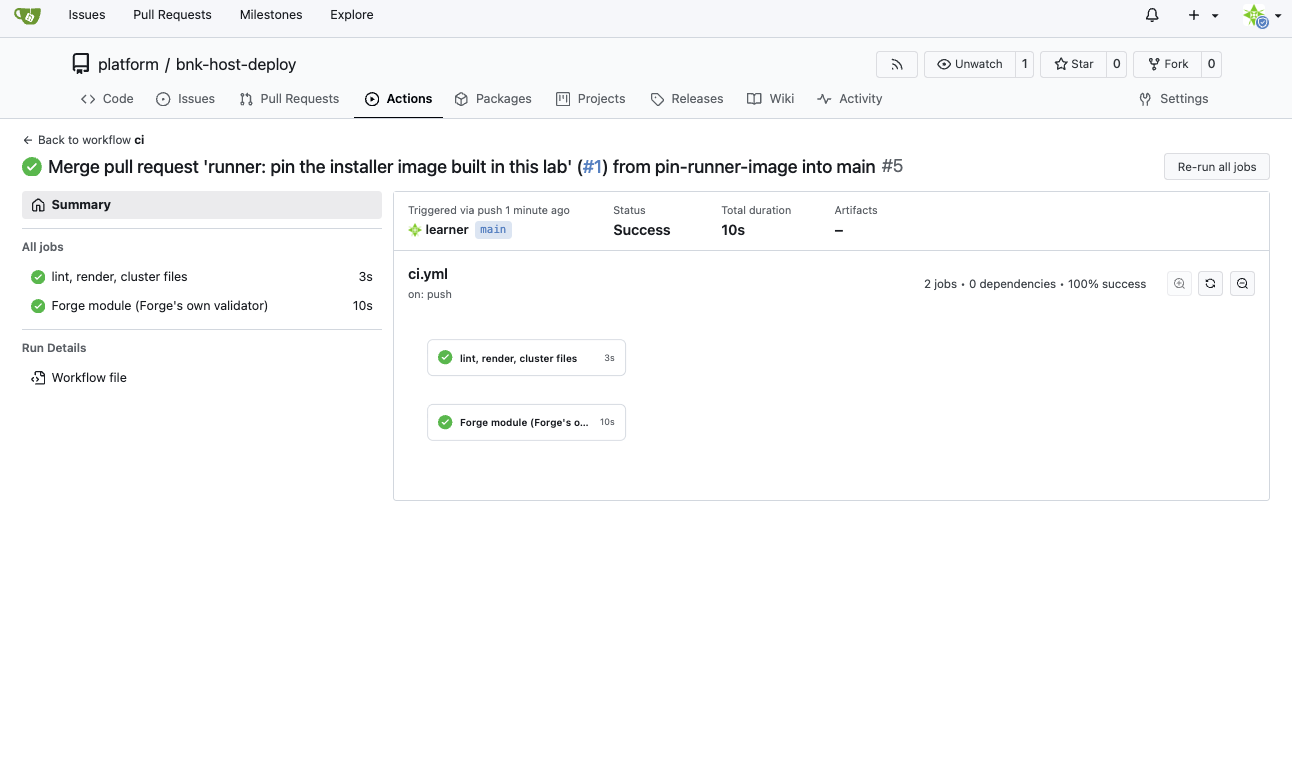 Issues Pull Requests Milestones Explore
platform / bnk-host-deploy
Unwatch 1 Star 0 Fork 0
Code Issues Pull Requests Actions Packages Projects Releases Wiki Activity Settings
Back to workflow ci
Merge pull request 'runner: pin the installer image built in this lab' (#1) from pin-runner-image into main #5
Re-run all jobs
Summary
All jobs
lint, render, cluster files 3s
Forge module (Forge's own validator) 10s
Run Details
Workflow file
Triggered via push 1 minute ago Status Total duration Artifacts
learner main Success 10s –
ci.yml
on: push
2 jobs • 0 dependencies • 100% success
lint, render, cluster files 3s
Forge module (Forge's o... 10s